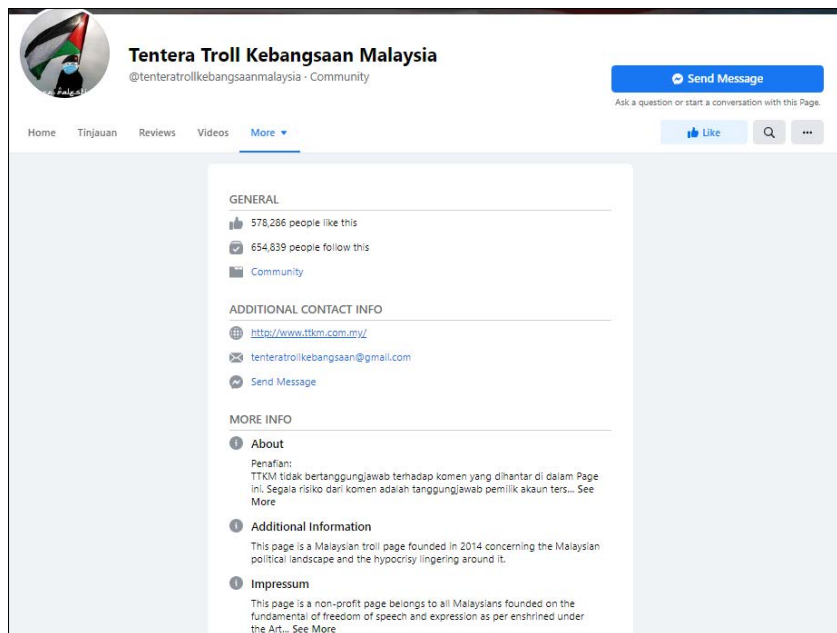 Tentera Troll Kebangsaan Malaysia
@tenteratrollkebangsaanmalaysia · Community
Send Message
Ask a question or start a conversation with this Page.
Home Tinjauan Reviews Videos More
Like
GENERAL
578,286 people like this
654,839 people follow this
Community
ADDITIONAL CONTACT INFO
http://www.ttkm.com.my/
tenteratrollkebangsaan@gmail.com
Send Message
MORE INFO
About
Penafian:
TTKM tidak bertanggungjawab terhadap komen yang dihantar di dalam Page
ini. Segala risiko dari komen adalah tanggungjawab pemilik akaun ters... See
More
Additional Information
This page is a Malaysian troll page founded in 2014 concerning the Malaysian
political landscape and the hypocrisy lingering around it.
Impressum
This page is a non-profit page belongs to all Malaysians founded on the
fundamental of freedom of speech and expression as per enshrined under
the Art... See More